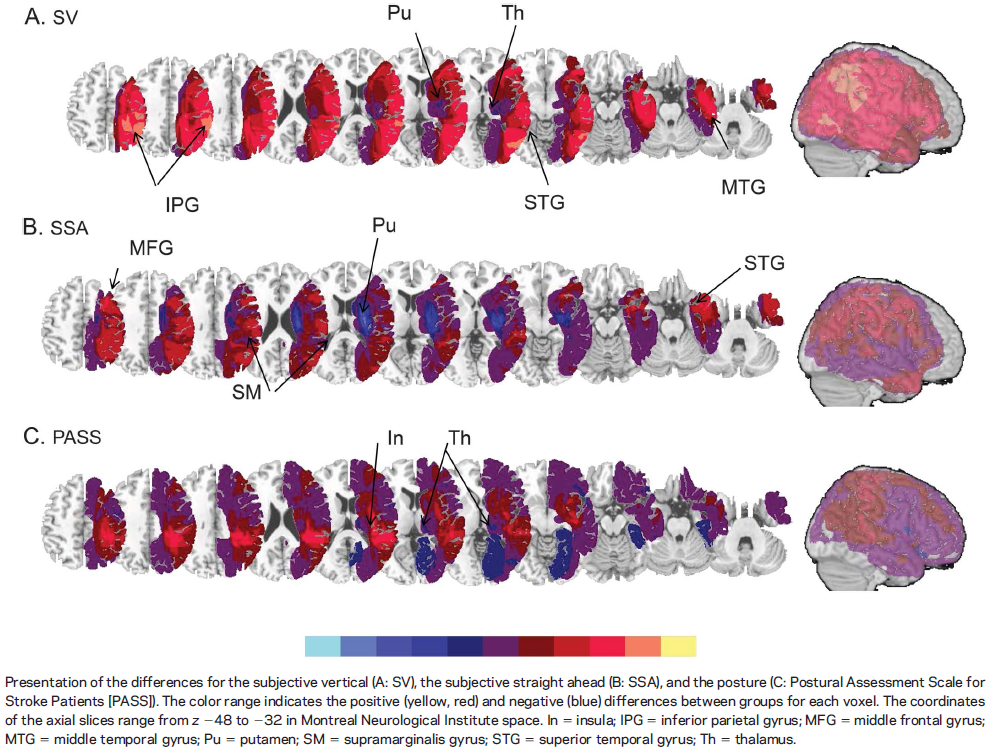 A. SV
Pu
Th
IPG
STG
MTG
B. SSA
MFG
Pu
STG
SM
C. PASS
In
Th
Presentation of the differences for the subjective vertical (A: SV), the subjective straight ahead (B: SSA), and the posture (C: Postural Assessment Scale for
Stroke Patients [PASS]). The color range indicates the positive (yellow, red) and negative (blue) differences between groups for each voxel. The coordinates
of the axial slices range from z −48 to −32 in Montreal Neurological Institute space. In = insula; IPG = inferior parietal gyrus; MFG = middle frontal gyrus;
MTG = middle temporal gyrus; Pu = putamen; SM = supramarginalis gyrus; STG = superior temporal gyrus; Th = thalamus.